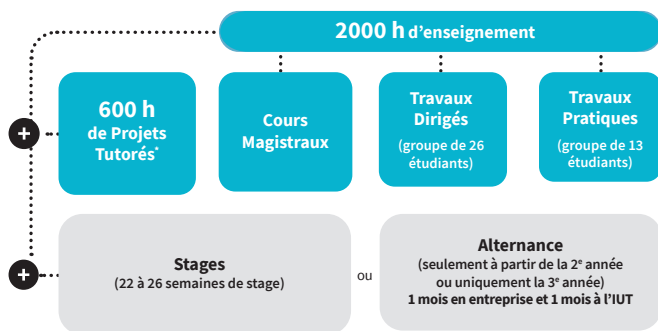 2000 h d'enseignement
+
600 h
de Projets
Tutorés*
Cours
Magistraux
Travaux
Dirigés
(groupe de 26
étudiants)
Travaux
Pratiques
(groupe de 13
étudiants)
+
Stages
(22 à 26 semaines de stage)
ou
Alternance
(seulement à partir de la 2e année
ou uniquement la 3e année)
1 mois en entreprise et 1 mois à l'IUT